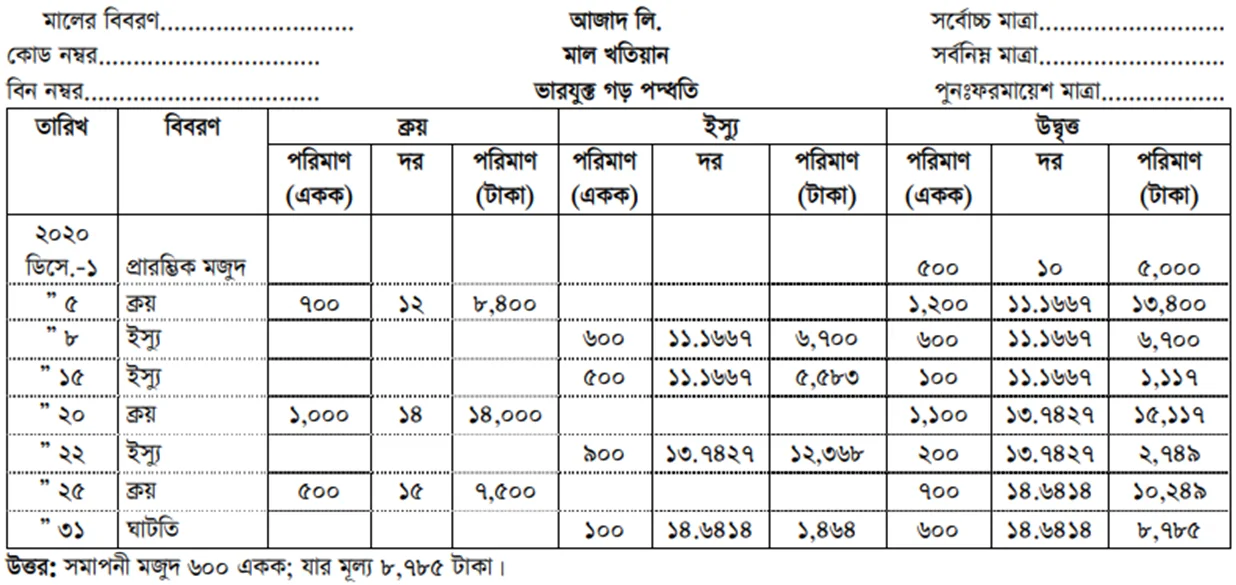 মালের বিবরণ............................ আজাদ লি. সর্বোচ্চ মাত্রা...........................
কোড নম্বর................................ মাল খতিয়ান সর্বনিম্ন মাত্রা...........................
বিন নম্বর.................................. ভারযুক্ত গড় পদ্ধতি পুনঃফরমায়েশ মাত্রা..................
তারিখ বিবরণ ক্রয় ইস্যু উদ্বৃত্ত
পরিমাণ (একক) দর পরিমাণ (টাকা) পরিমাণ (একক) দর পরিমাণ (টাকা) পরিমাণ (একক) দর পরিমাণ (টাকা)
২০২০
ডিসে.-১ প্রারম্ভিক মজুদ ৫০০ ১০ ৫,০০০
” ৫ ক্রয় ৭০০ ১২ ৮,৪০০ ১,২০০ ১১.১৬৬৭ ১৩,৪০০
” ৮ ইস্যু ৬০০ ১১.১৬৬৭ ৬,৭০০ ৬০০ ১১.১৬৬৭ ৬,৭০০
” ১৫ ইস্যু ৫০০ ১১.১৬৬৭ ৫,৫৮৩ ১০০ ১১.১৬৬৭ ১,১১৭
” ২০ ক্রয় ১,০০০ ১৪ ১৪,০০০ ১,১০০ ১৩.৭৪২৭ ১৫,১১৭
” ২২ ইস্যু ৯০০ ১৩.৭৪২৭ ১২,৩৬৮ ২০০ ১৩.৭৪২৭ ২,৭৪৯
” ২৫ ক্রয় ৫০০ ১৫ ৭,৫০০ ৭০০ ১৪.৬৪১৪ ১০,২৪৯
” ৩১ ঘাটতি ১০০ ১৪.৬৪১৪ ১,৪৬৪ ৬০০ ১৪.৬৪১৪ ৮,৭৮৫
উত্তর: সমাপনী মজুদ ৬০০ একক; যার মূল্য ৮,৭৮৫ টাকা।